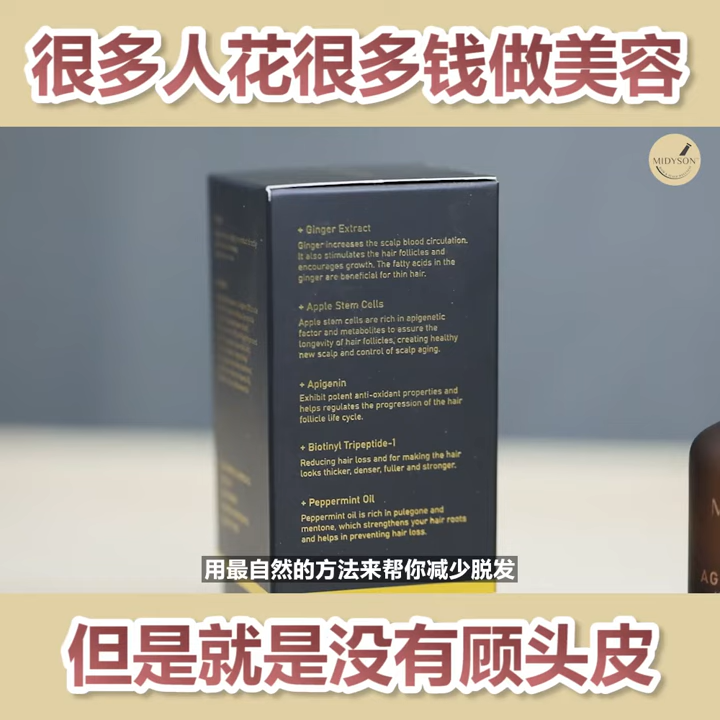 很多人花很多钱做美容
MIDYSON
+ Ginger Extract
Ginger increases the scalp blood circulation.
It also stimulates the hair follicles and
encourages growth. The fatty acids in the
ginger are beneficial for thin hair.
+ Apple Stem Cells
Apple stem cells are rich in apigenetic
factor and metabolites to assure the
longevity of hair follicles, creating healthy
new scalp and control of scalp aging.
+ Apigenin
Exhibit potent anti-oxidant properties and
helps regulates the progression of the hair
follicle life cycle.
+ Biotinyl Tripeptide-1
Reducing hair loss and for making the hair
looks thicker, denser, fuller and stronger.
+ Peppermint Oil
Peppermint oil is rich in pulegone and
mentone, which strengthens your hair roots
and helps in preventing hair loss.
用最自然的方法来帮你减少脱发
但是就是没有顾头皮